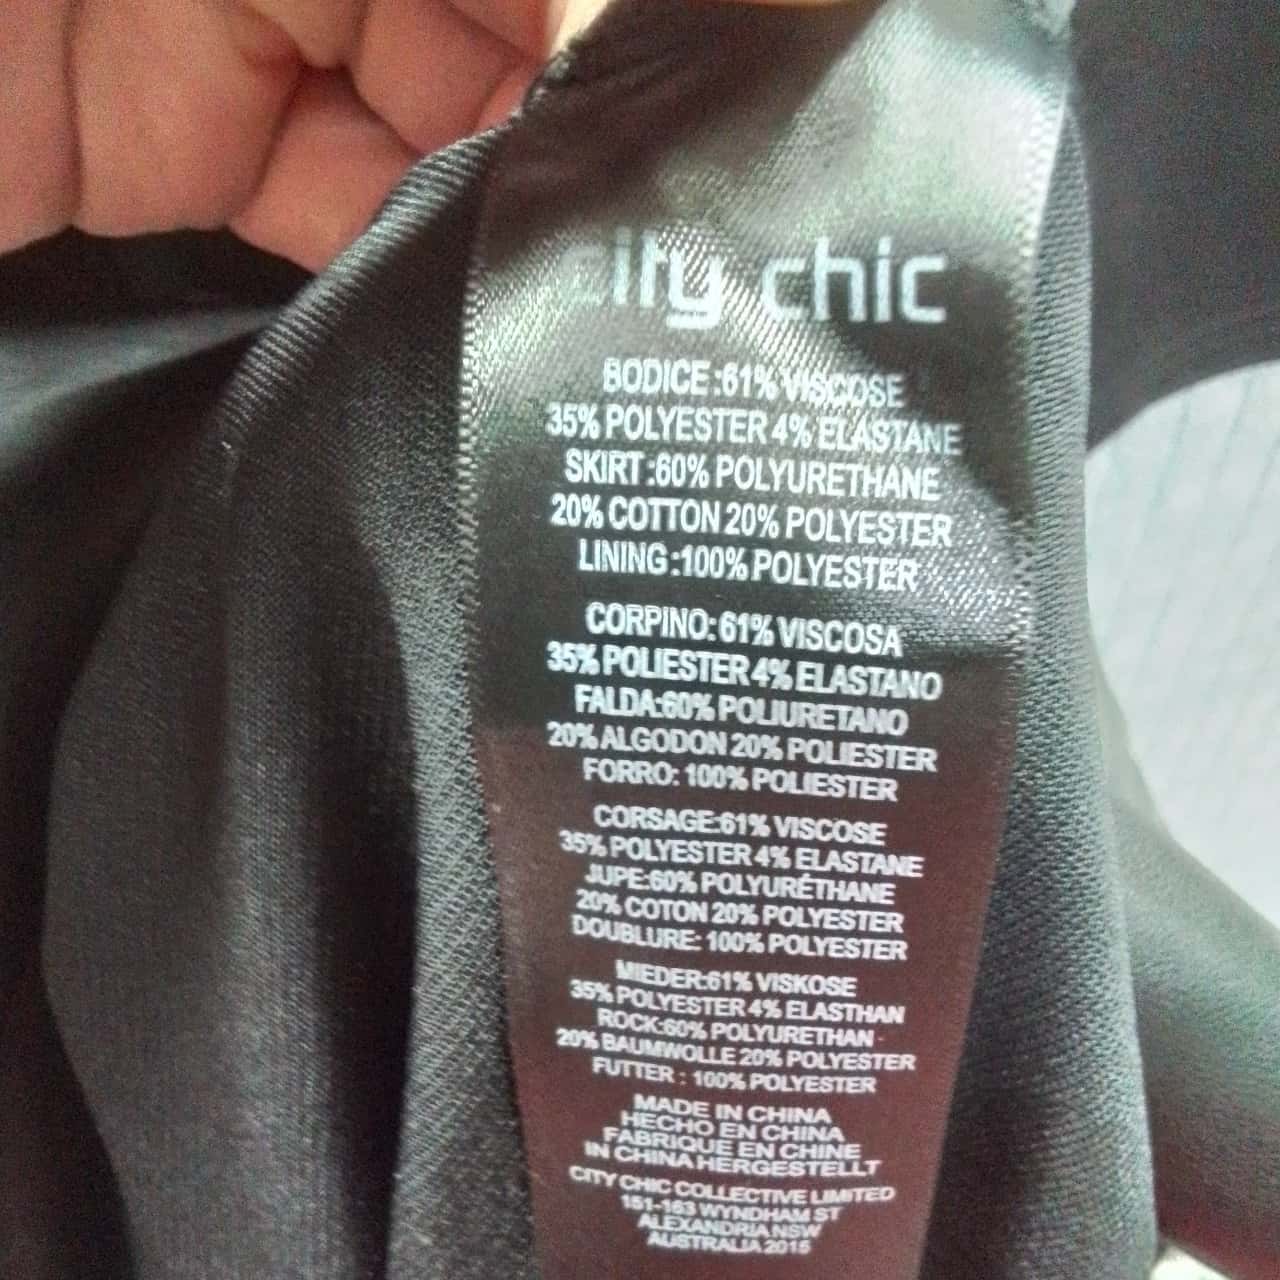 city chic
BODICE:61% VISCOSE
35% POLYESTER 4% ELASTANE
SKIRT:60% POLYURETHANE
20% COTTON 20% POLYESTER
LINING:100% POLYESTER
CORPINO: 61% VISCOSA
35% POLIESTER 4% ELASTANO
FALDA:60% POLIURETANO
20% ALGODON 20% POLIESTER
FORRO: 100% POLIESTER
CORSAGE:61% VISCOSE
35% POLYESTER 4% ELASTANE
JUPE:60% POLYURÉTHANE
20% COTON 20% POLYESTER
DOUBLURE: 100% POLYESTER
MIEDER:61% VISKOSE
35% POLYESTER 4% ELASTHAN
ROCK:60% POLYURETHAN
20% BAUMWOLLE 20% POLYESTER
FUTTER : 100% POLYESTER
MADE IN CHINA
HECHO EN CHINA
FABRIQUE EN CHINE
IN CHINA HERGESTELLT
CITY CHIC COLLECTIVE LIMITED
151-163 WYNDHAM ST
ALEXANDRIA NSW
AUSTRALIA 2015